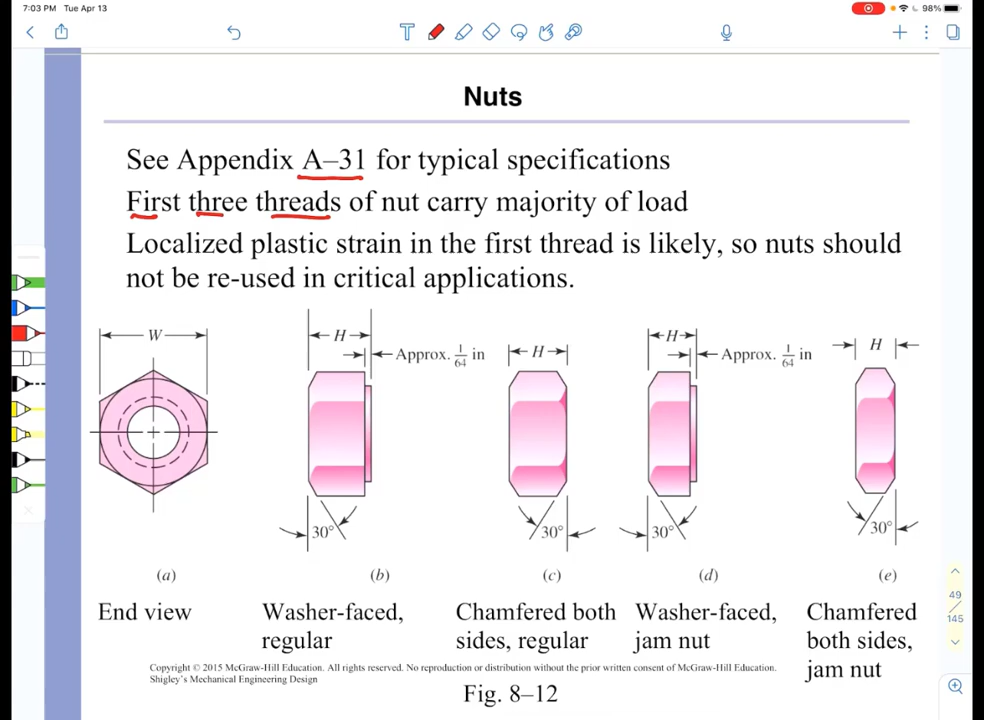 7:03 PM Tue Apr 13
98%
Nuts
See Appendix A–31 for typical specifications
First three threads of nut carry majority of load
Localized plastic strain in the first thread is likely, so nuts should
not be re-used in critical applications.
W
H
Approx. 1/64 in
H
H
Approx. 1/64 in
H
30°
30°
30°
30°
(a)
(b)
(c)
(d)
(e)
End view
Washer-faced,
regular
Chamfered both
sides, regular
Washer-faced,
jam nut
Chamfered
both sides,
jam nut
49
145
Copyright © 2015 McGraw-Hill Education. All rights reserved. No reproduction or distribution without the prior written consent of McGraw-Hill Education.
Shigley's Mechanical Engineering Design
Fig. 8–12